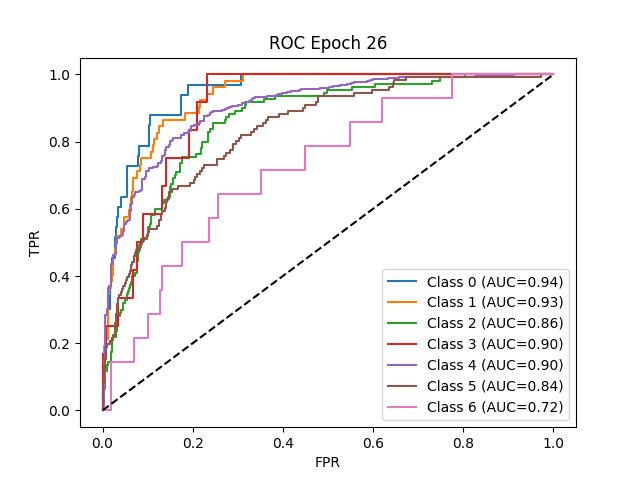 ROC Epoch 26
TPR
1.0
0.8
0.6
0.4
0.2
0.0
Class 0 (AUC=0.94)
Class 1 (AUC=0.93)
Class 2 (AUC=0.86)
Class 3 (AUC=0.90)
Class 4 (AUC=0.90)
Class 5 (AUC=0.84)
Class 6 (AUC=0.72)
0.0 0.2 0.4 0.6 0.8 1.0
FPR